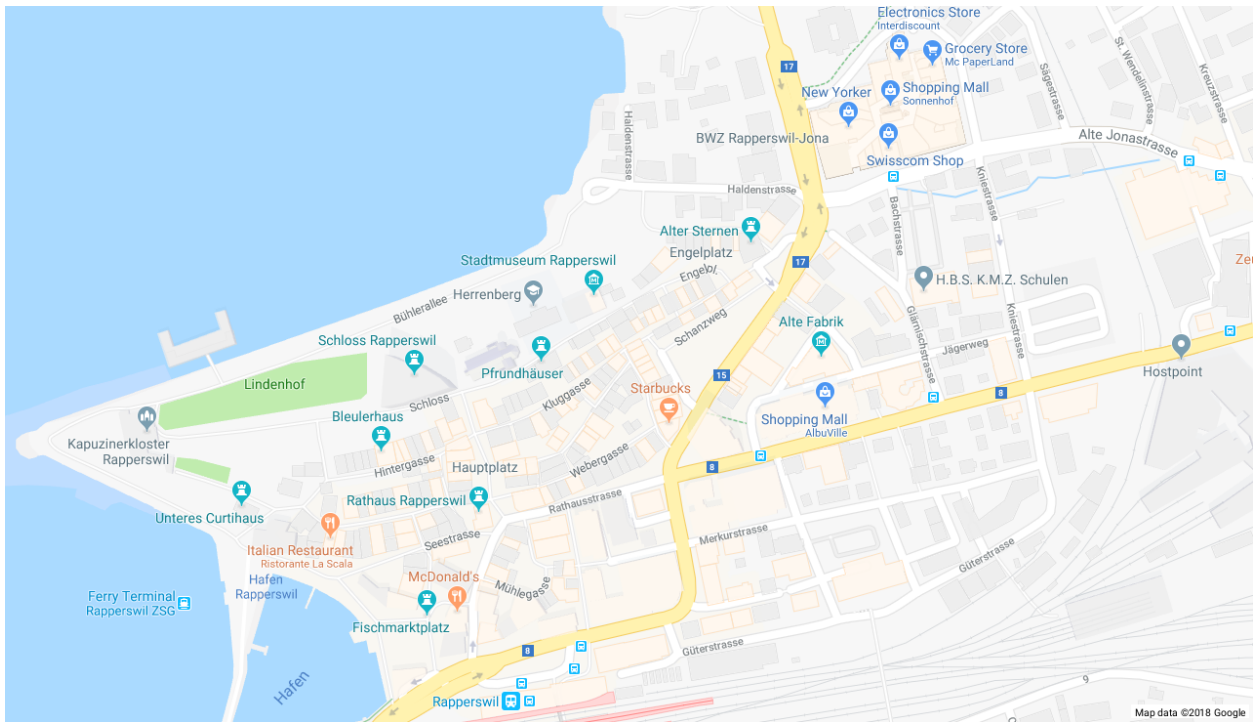 Electronics Store
Interdiscount
Grocery Store
Mc PaperLand
St. Wendelinstrasse
Kreuzstrasse
17
Sägestrasse
New Yorker
Shopping Mall
Sonnenhof
Haldenstrasse
BWZ Rapperswil-Jona
Alte Jonastrasse
Swisscom Shop
Haldenstrasse
Kniestrasse
Bachstrasse
Alter Sternen
Engelplatz
Stadtmuseum Rapperswil
17
Engelpl.
H.B.S. K.M.Z. Schulen
Herrenberg
Bühlerallee
Glärnischstrasse
Kniestrasse
Schanzweg
Alte Fabrik
Schloss Rapperswil
Jägerweg
Pfrundhäuser
15
Hostpoint
Lindenhof
Starbucks
8
Schloss
Kluggasse
Bleulerhaus
Shopping Mall
AlbuVille
Kapuzinerkloster
Rapperswil
Hintergasse
Hauptplatz
Webergasse
8
Rathaus Rapperswil
Rathausstrasse
Unteres Curtihaus
Seestrasse
Merkurstrasse
Italian Restaurant
Ristorante La Scala
Güterstrasse
Hafen
Rapperswil
McDonald's
Mühlegasse
Ferry Terminal
Rapperswil ZSG
Fischmarktplatz
8
Güterstrasse
Hafen
9
Rapperswil
Map data ©2018 Google